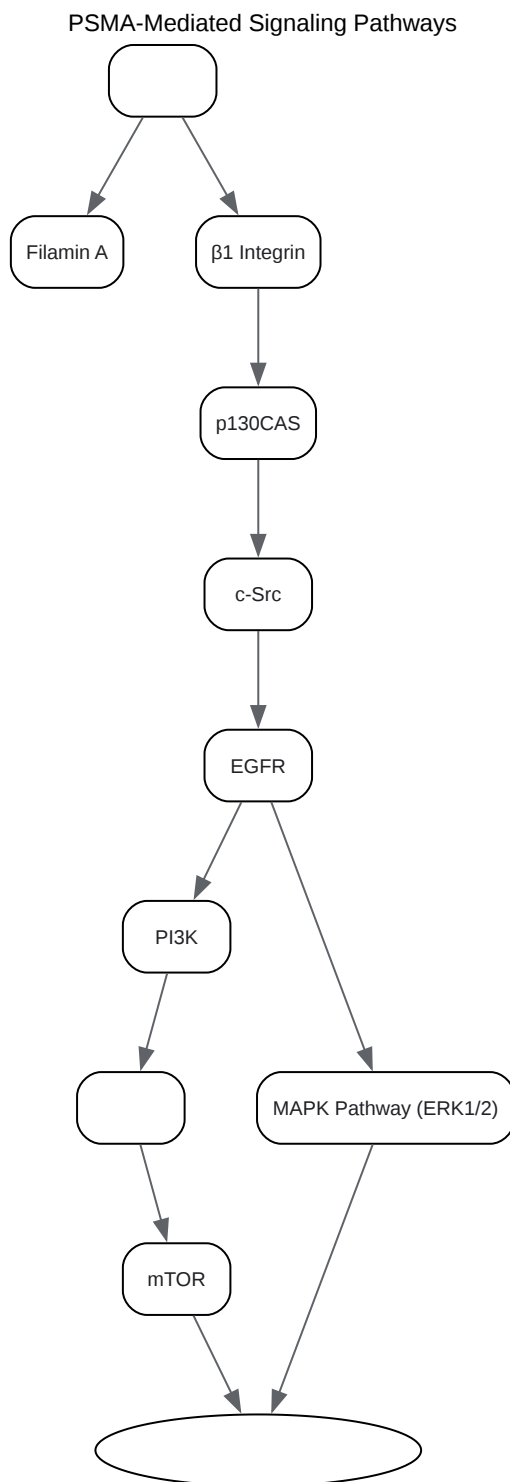 PSMA-Mediated Signaling Pathways
Filamin A
β1 Integrin
p130CAS
c-Src
EGFR
PI3K
MAPK Pathway (ERK1/2)
mTOR